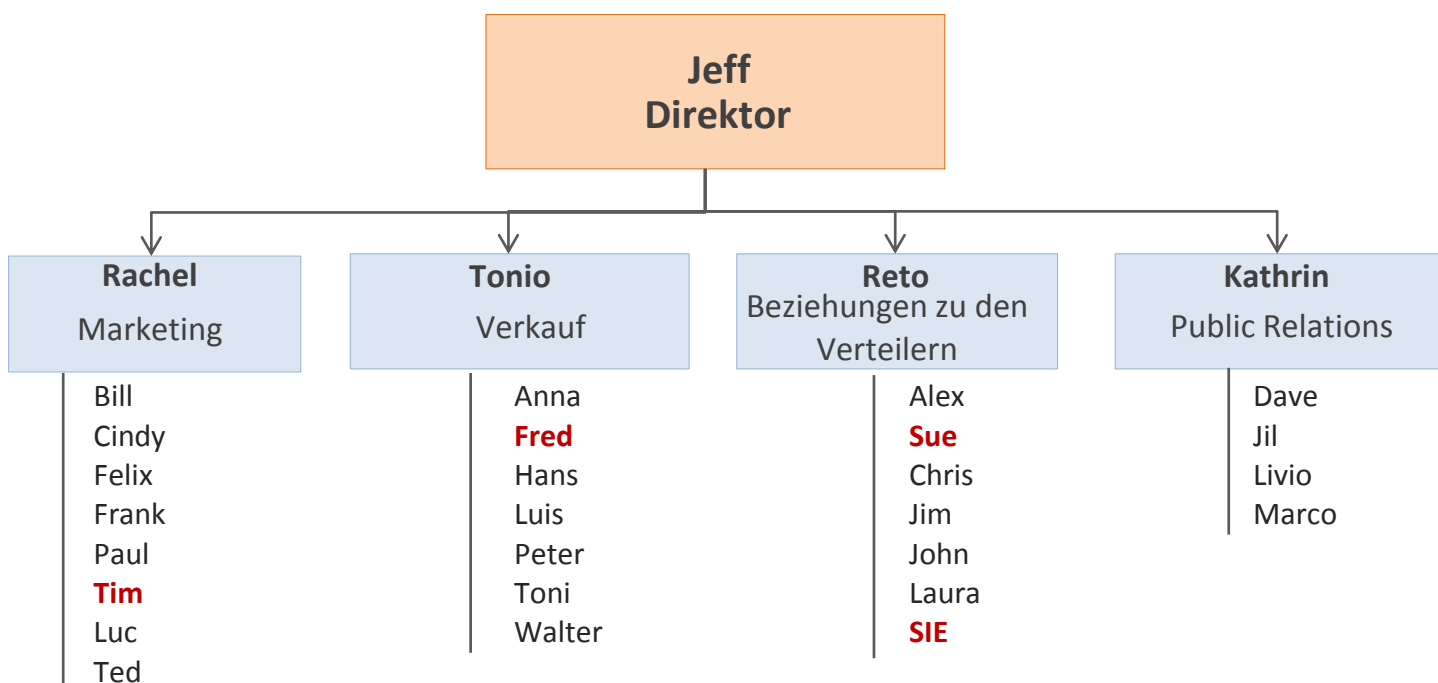 Jeff
Direktor
Rachel
Marketing
Bill
Cindy
Felix
Frank
Paul
Tim
Luc
Ted
Tonio
Verkauf
Anna
Fred
Hans
Luis
Peter
Toni
Walter
Reto
Beziehungen zu den
Verteilern
Alex
Sue
Chris
Jim
John
Laura
SIE
Kathrin
Public Relations
Dave
Jil
Livio
Marco